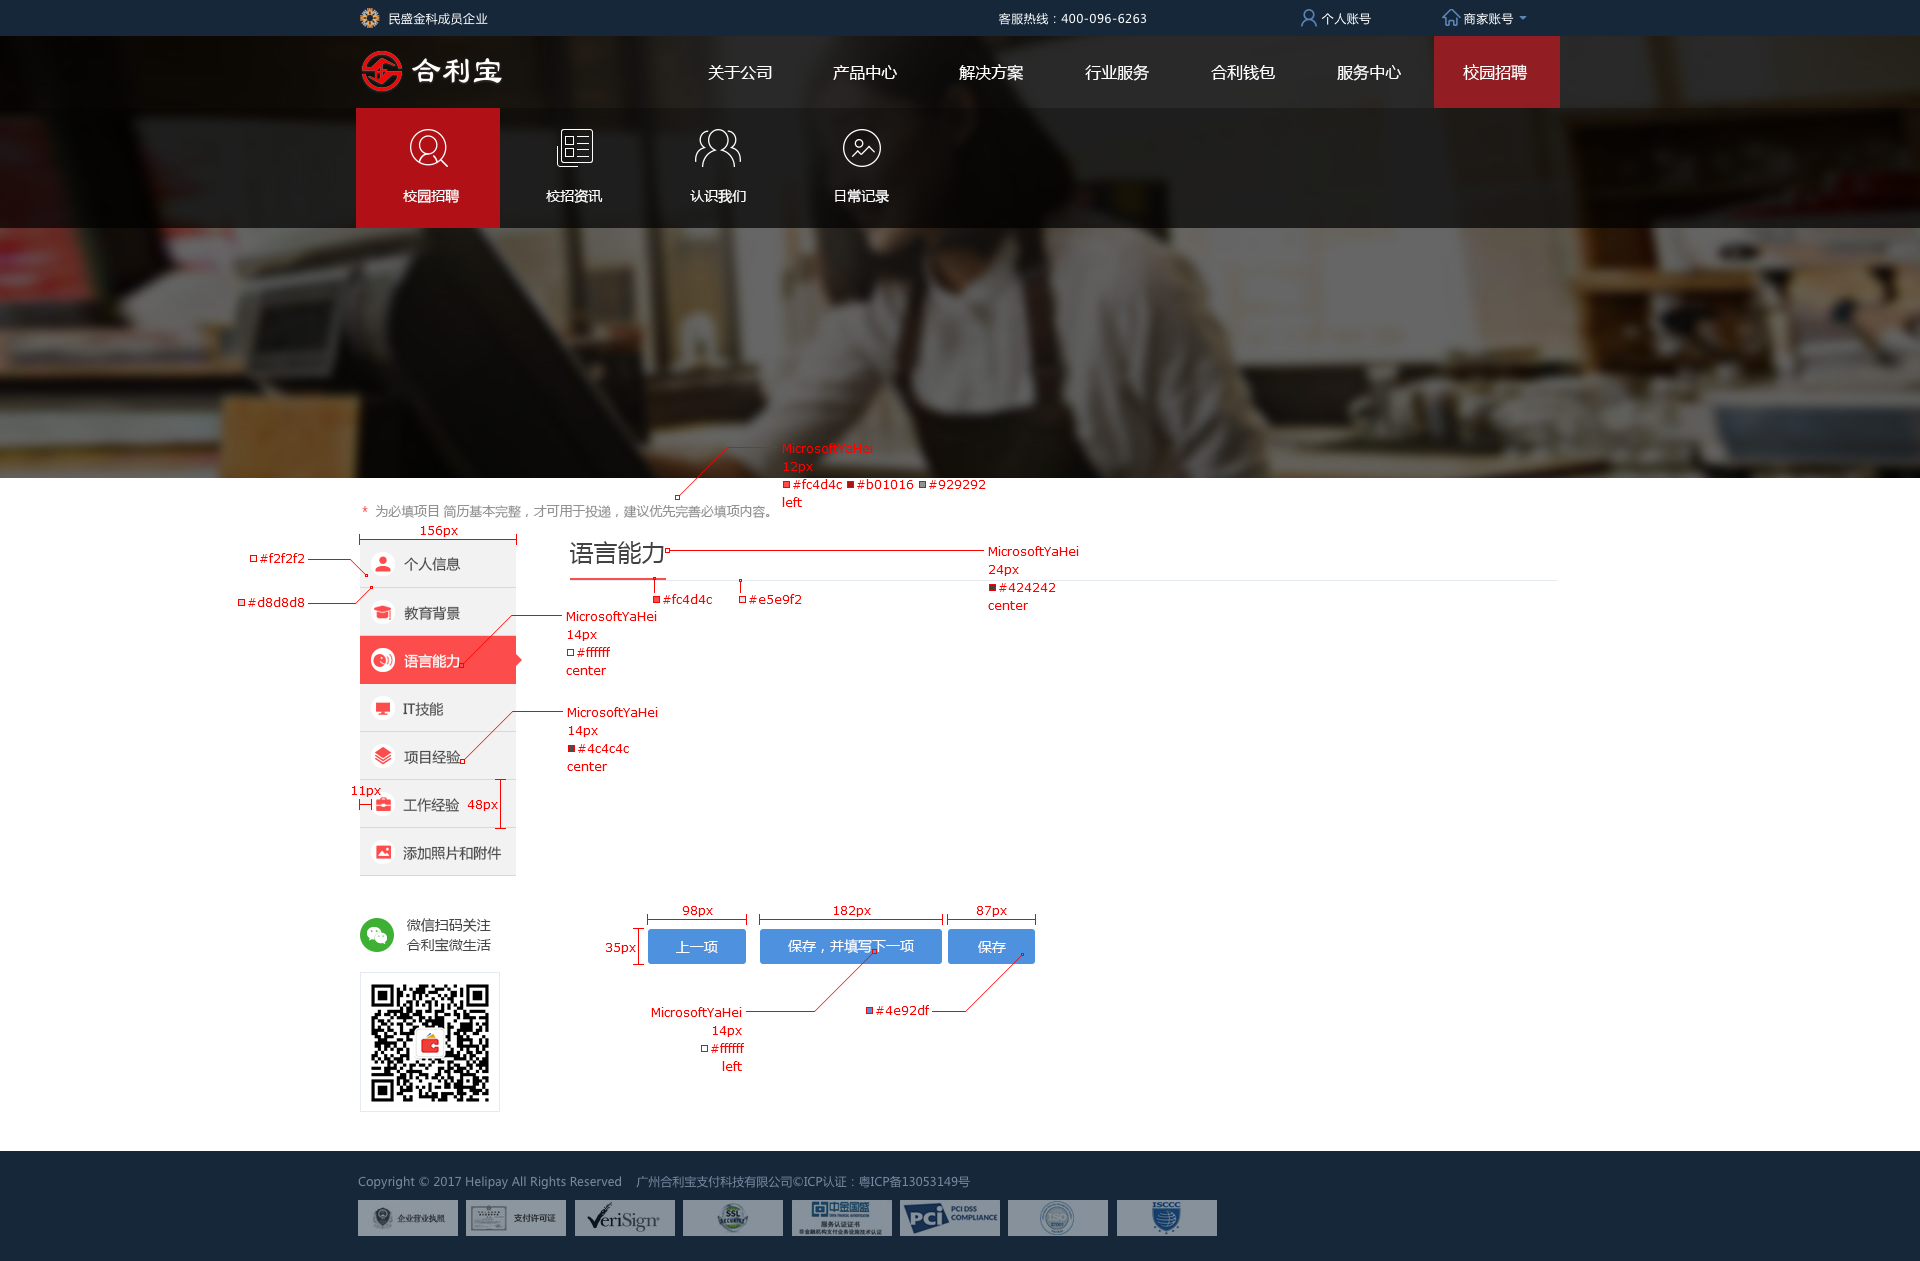 民盛金科成员企业
客服热线：400-096-6263
个人账号
商家账号
合利宝
关于公司
产品中心
解决方案
行业服务
合利钱包
服务中心
校园招聘
校园招聘
校招资讯
认识我们
日常记录
MicrosoftYaHei
12px
#fc4d4c #b01016 #929292
left
* 为必填项目 简历基本完整，才可用于投递，建议优先完善必填项内容。
156px
#f2f2f2
#d8d8d8
个人信息
教育背景
语言能力
IT技能
项目经验
11px
工作经验
48px
添加照片和附件
语言能力
#fc4d4c
#e5e9f2
MicrosoftYaHei
24px
#424242
center
MicrosoftYaHei
14px
#ffffff
center
MicrosoftYaHei
14px
#4c4c4c
center
微信扫码关注
合利宝微生活
98px
182px
87px
35px
上一项
保存，并填写下一项
保存
MicrosoftYaHei
14px
#ffffff
left
#4e92df
Copyright © 2017 Helipay All Rights Reserved 广州合利宝支付科技有限公司©ICP认证：粤ICP备13053149号
企业营业执照
支付许可证
VeriSign
SSL
SECURITY
中金国盛
服务认证证书
PCI
PCI DSS
COMPLIANCE
ISO
ISCCC